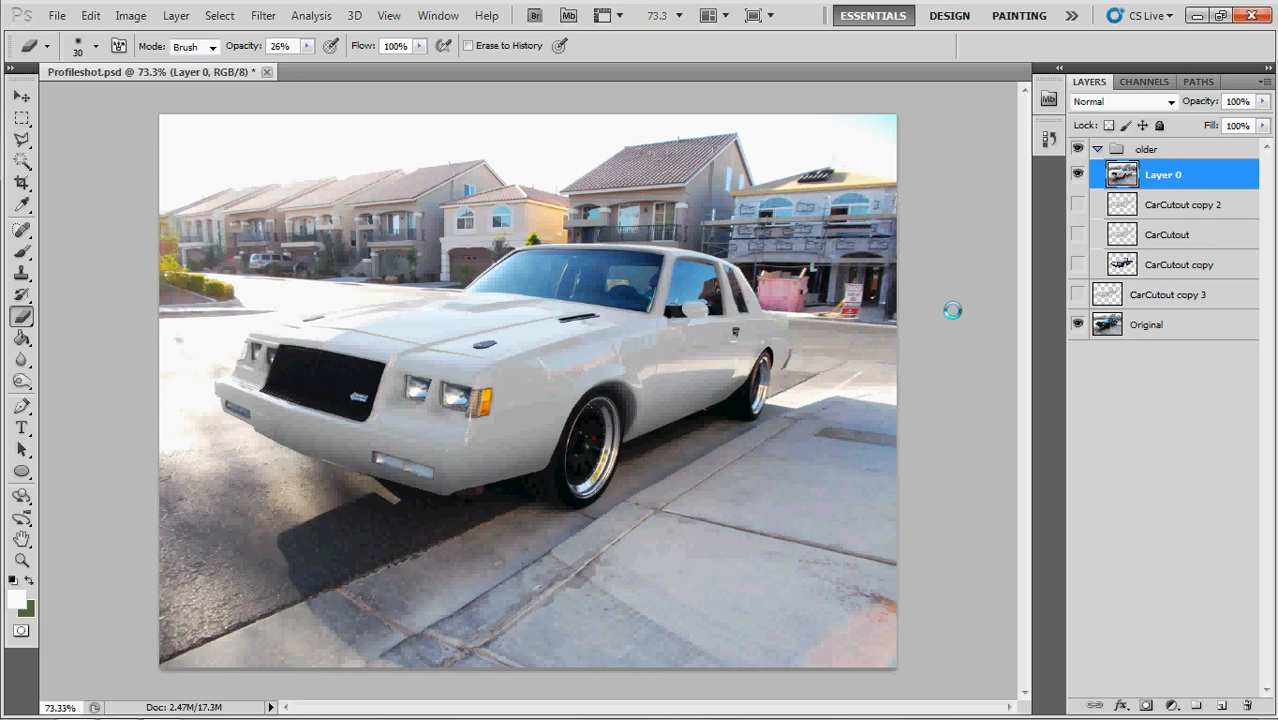 Ps File Edit Image Layer Select Filter Analysis 3D View Window Help Br Mb 73.3 ESSENTIALS DESIGN PAINTING CS Live
30 Mode: Brush Opacity: 26% Flow: 100% Erase to History
Profileshot.psd @ 73.3% (Layer 0, RGB/8) *
LAYERS CHANNELS PATHS
Mb
Normal Opacity: 100%
Lock: Fill: 100%
older
Layer 0
CarCutout copy 2
CarCutout
CarCutout copy
CarCutout copy 3
Original
73.33% Doc: 2.47M/17.3M